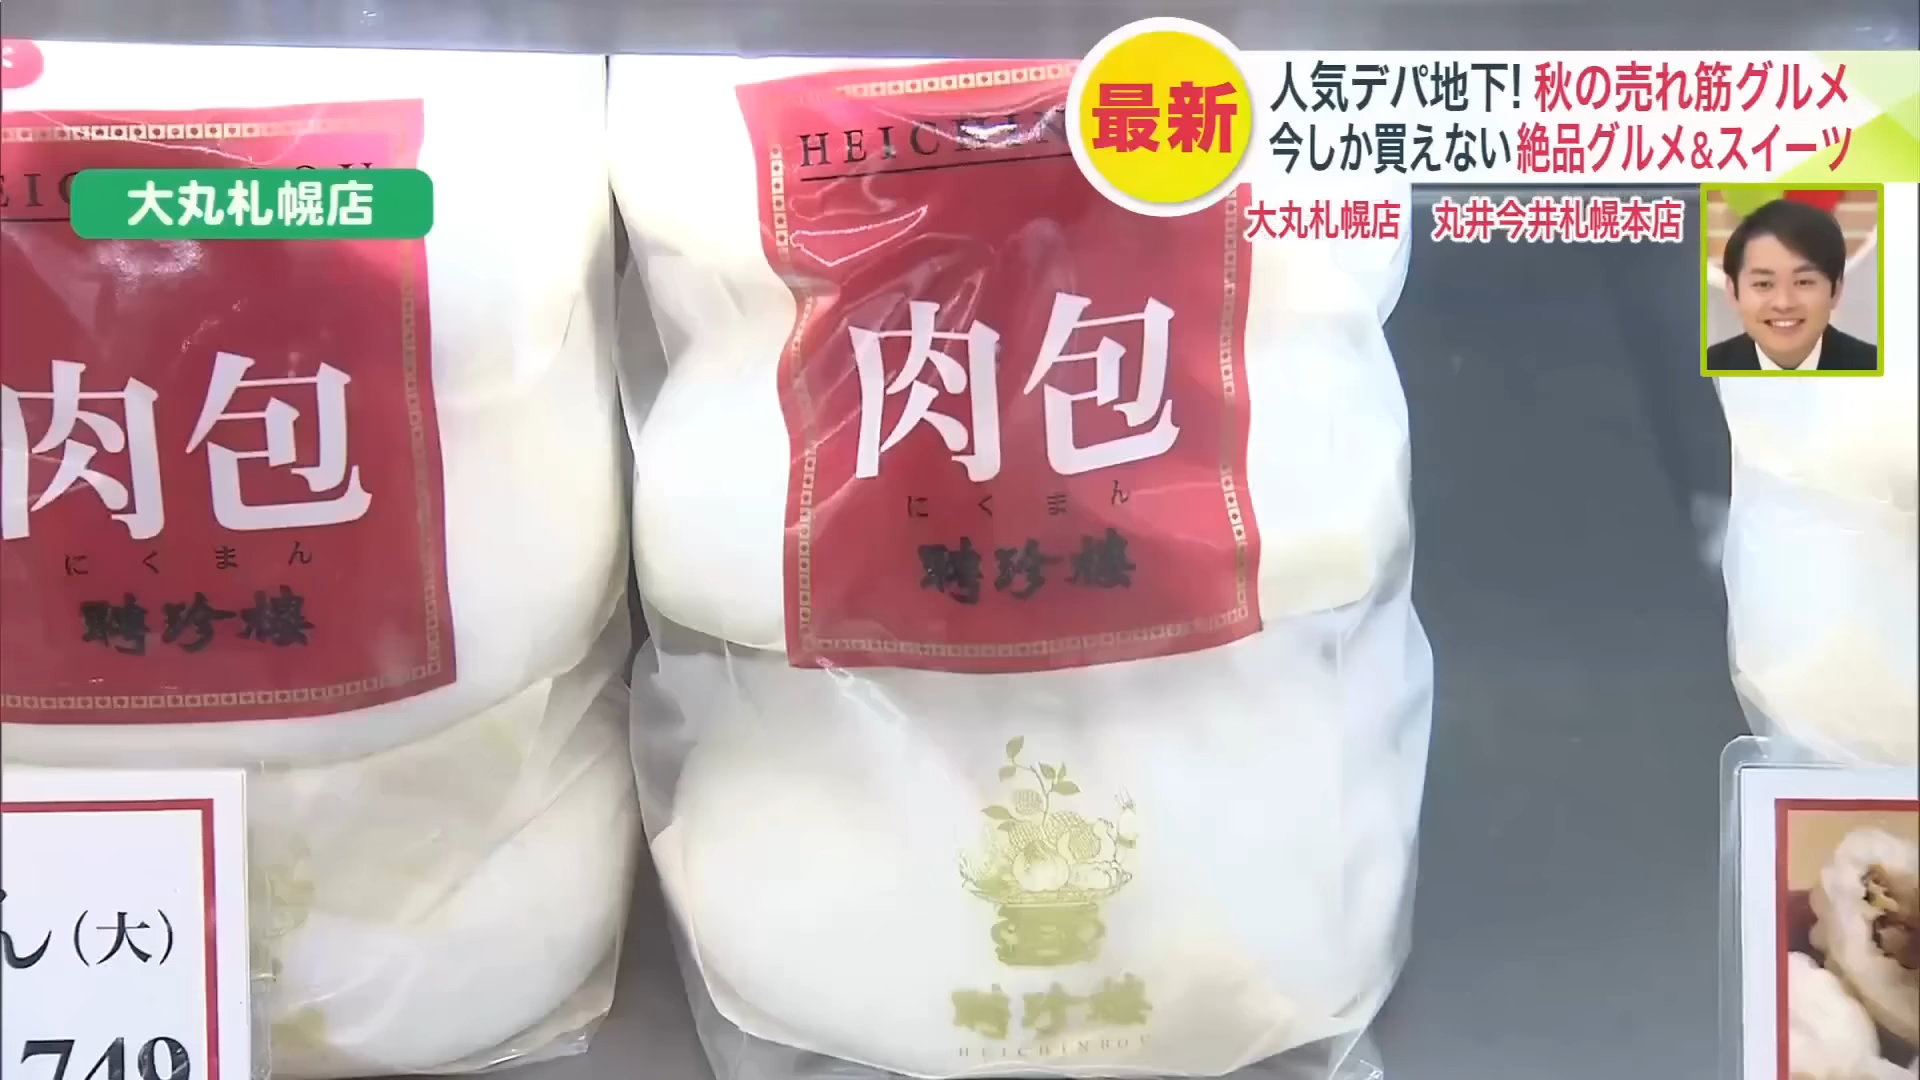 最新
人気デパ地下！秋の売れ筋グルメ
今しか買えない絶品グルメ&スイーツ
大丸札幌店 丸井今井札幌本店
大丸札幌店
肉包
にくまん
聘珍樓
HEICHIN
肉包
にくまん
聘珍樓
聘珍樓
HEICHINROU
ん（大）
749